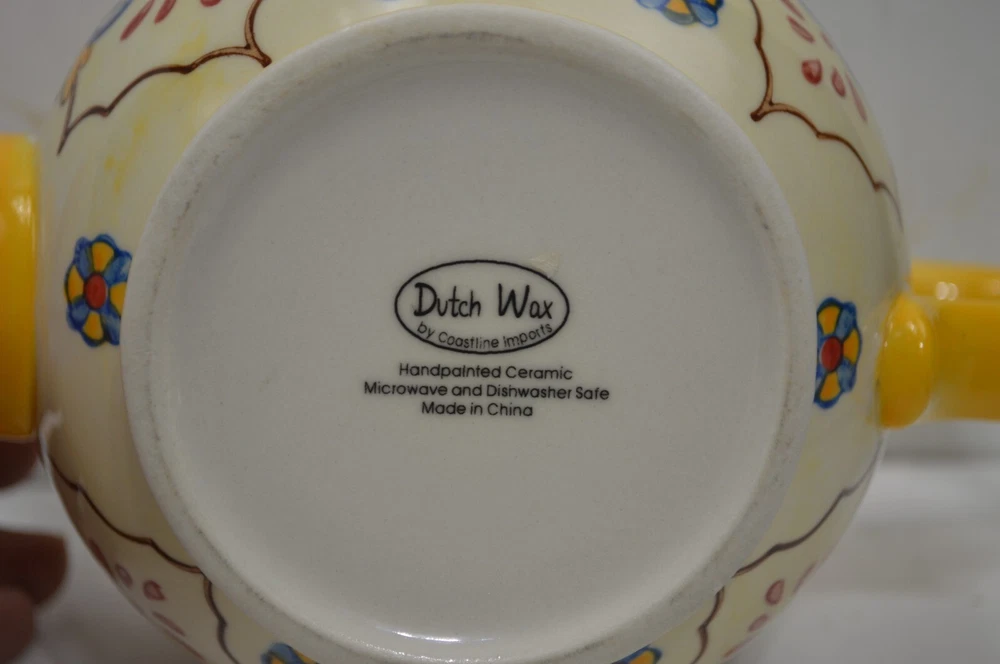 Dutch Wax
by Coastline Imports
Handpainted Ceramic
Microwave and Dishwasher Safe
Made in China